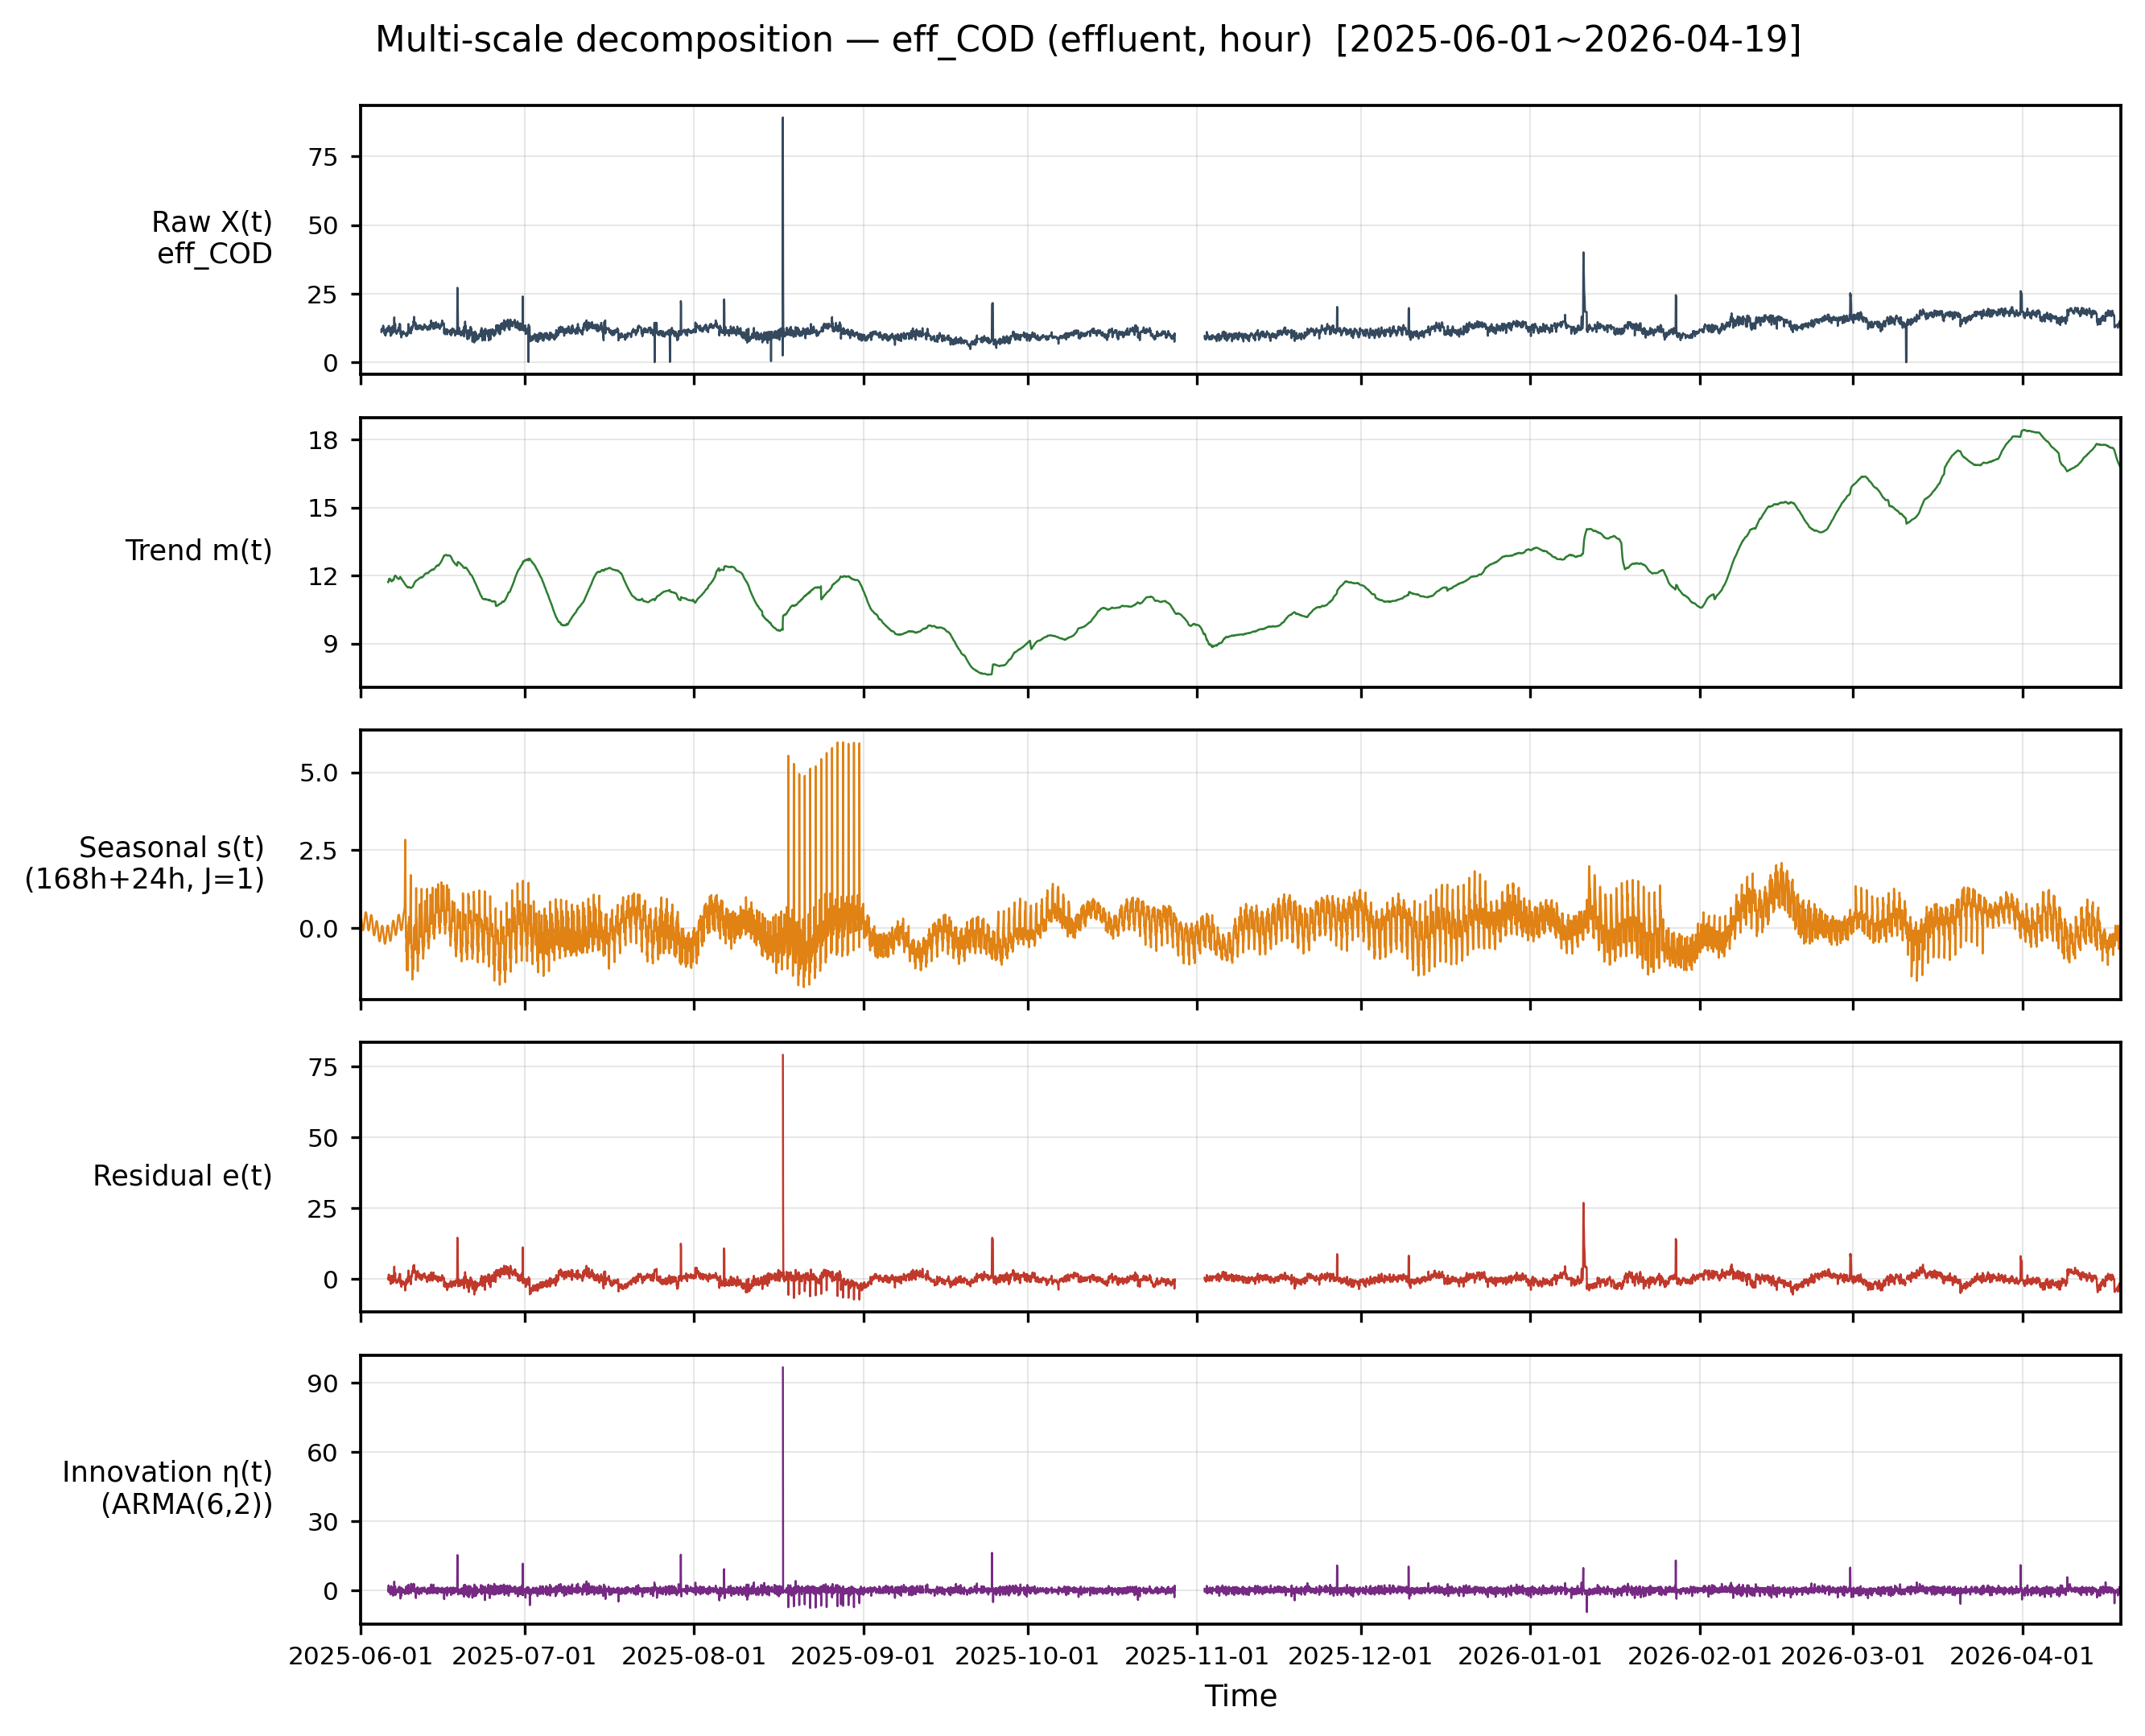 Multi-scale decomposition — eff_COD (effluent, hour)  [2025-06-01~2026-04-19]
Raw X(t)
eff_COD
75
50
25
0
Trend m(t)
18
15
12
9
Seasonal s(t)
(168h+24h, J=1)
5.0
2.5
0.0
Residual e(t)
75
50
25
0
Innovation η(t)
(ARMA(6,2))
90
60
30
0
2025-06-01 2025-07-01 2025-08-01 2025-09-01 2025-10-01 2025-11-01 2025-12-01 2026-01-01 2026-02-01 2026-03-01 2026-04-01
Time